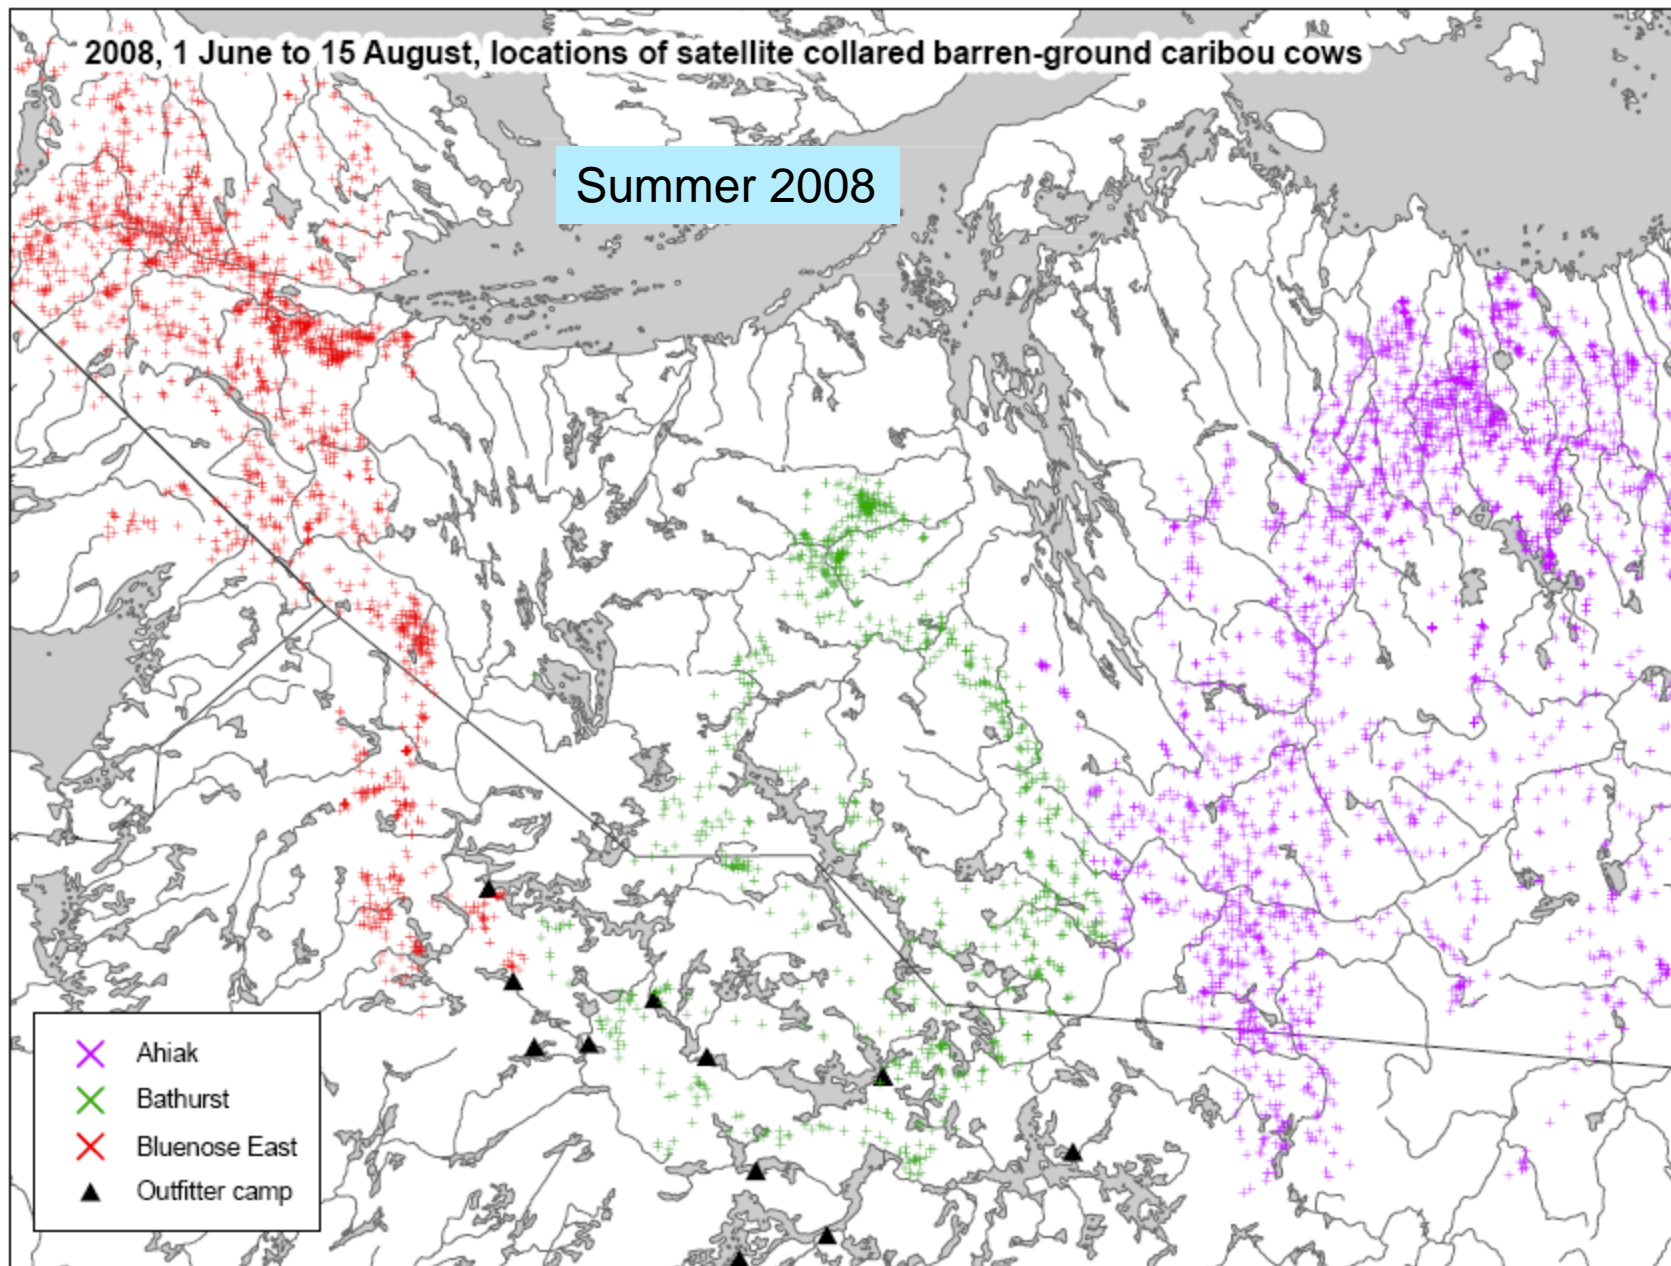 2008, 1 June to 15 August, locations of satellite collared barren-ground caribou cows
Summer 2008
Ahiak
Bathurst
Bluenose East
Outfitter camp